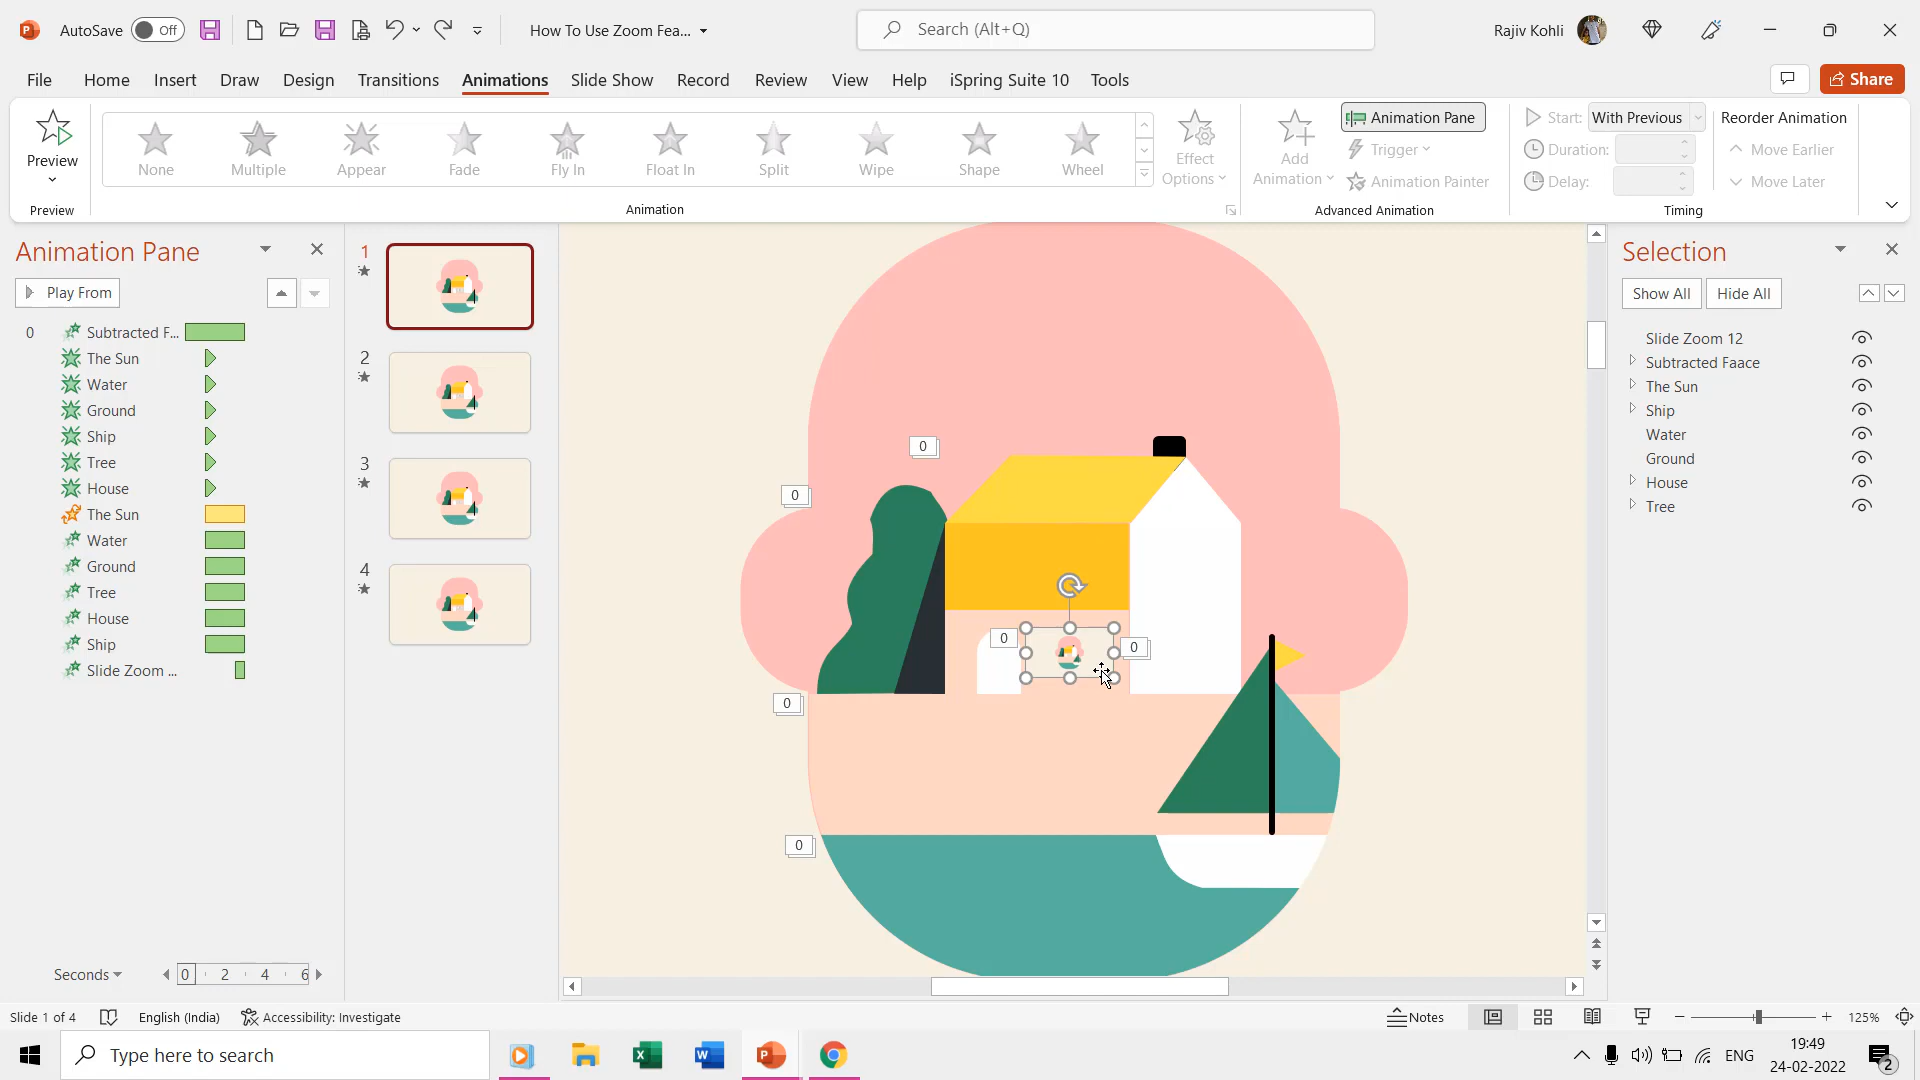 AutoSave Off
How To Use Zoom Fea...
Search (Alt+Q)
Rajiv Kohli
File Home Insert Draw Design Transitions Animations Slide Show Record Review View Help iSpring Suite 10 Tools
Share
Preview
Preview
None Multiple Appear Fade Fly In Float In Split Wipe Shape Wheel
Animation
Effect
Options
Add
Animation
Animation Pane
Trigger
Animation Painter
Advanced Animation
Start: With Previous
Duration:
Delay:
Timing
Reorder Animation
Move Earlier
Move Later
Animation Pane
Play From
0 Subtracted F...
The Sun
Water
Ground
Ship
Tree
House
The Sun
Water
Ground
Tree
House
Ship
Slide Zoom ...
Seconds 0 2 4 6
1
2
3
4
0
0
0
0
0
0
Selection
Show All Hide All
Slide Zoom 12
Subtracted Faace
The Sun
Ship
Water
Ground
House
Tree
Slide 1 of 4 English (India) Accessibility: Investigate
Notes
125%
Type here to search
ENG
19:49
24-02-2022
2